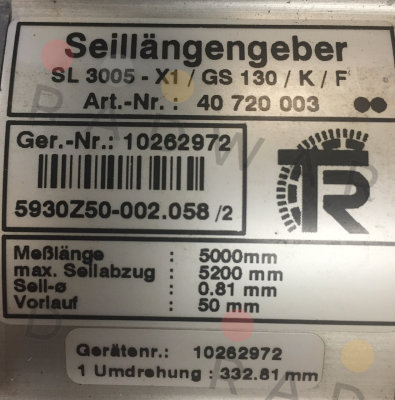 Seillängengeber
SL 3005 - X1 / GS 130 / K / F
Art.-Nr. : 40 720 003
Ger.-Nr.: 10262972
5930Z50-002.058 /2
TR
Meßlänge : 5000mm
max. Seilabzug : 5200 mm
Seil-ø : 0.81 mm
Vorlauf : 50 mm
Gerätenr.: 10262972
1 Umdrehung : 332.81 mm